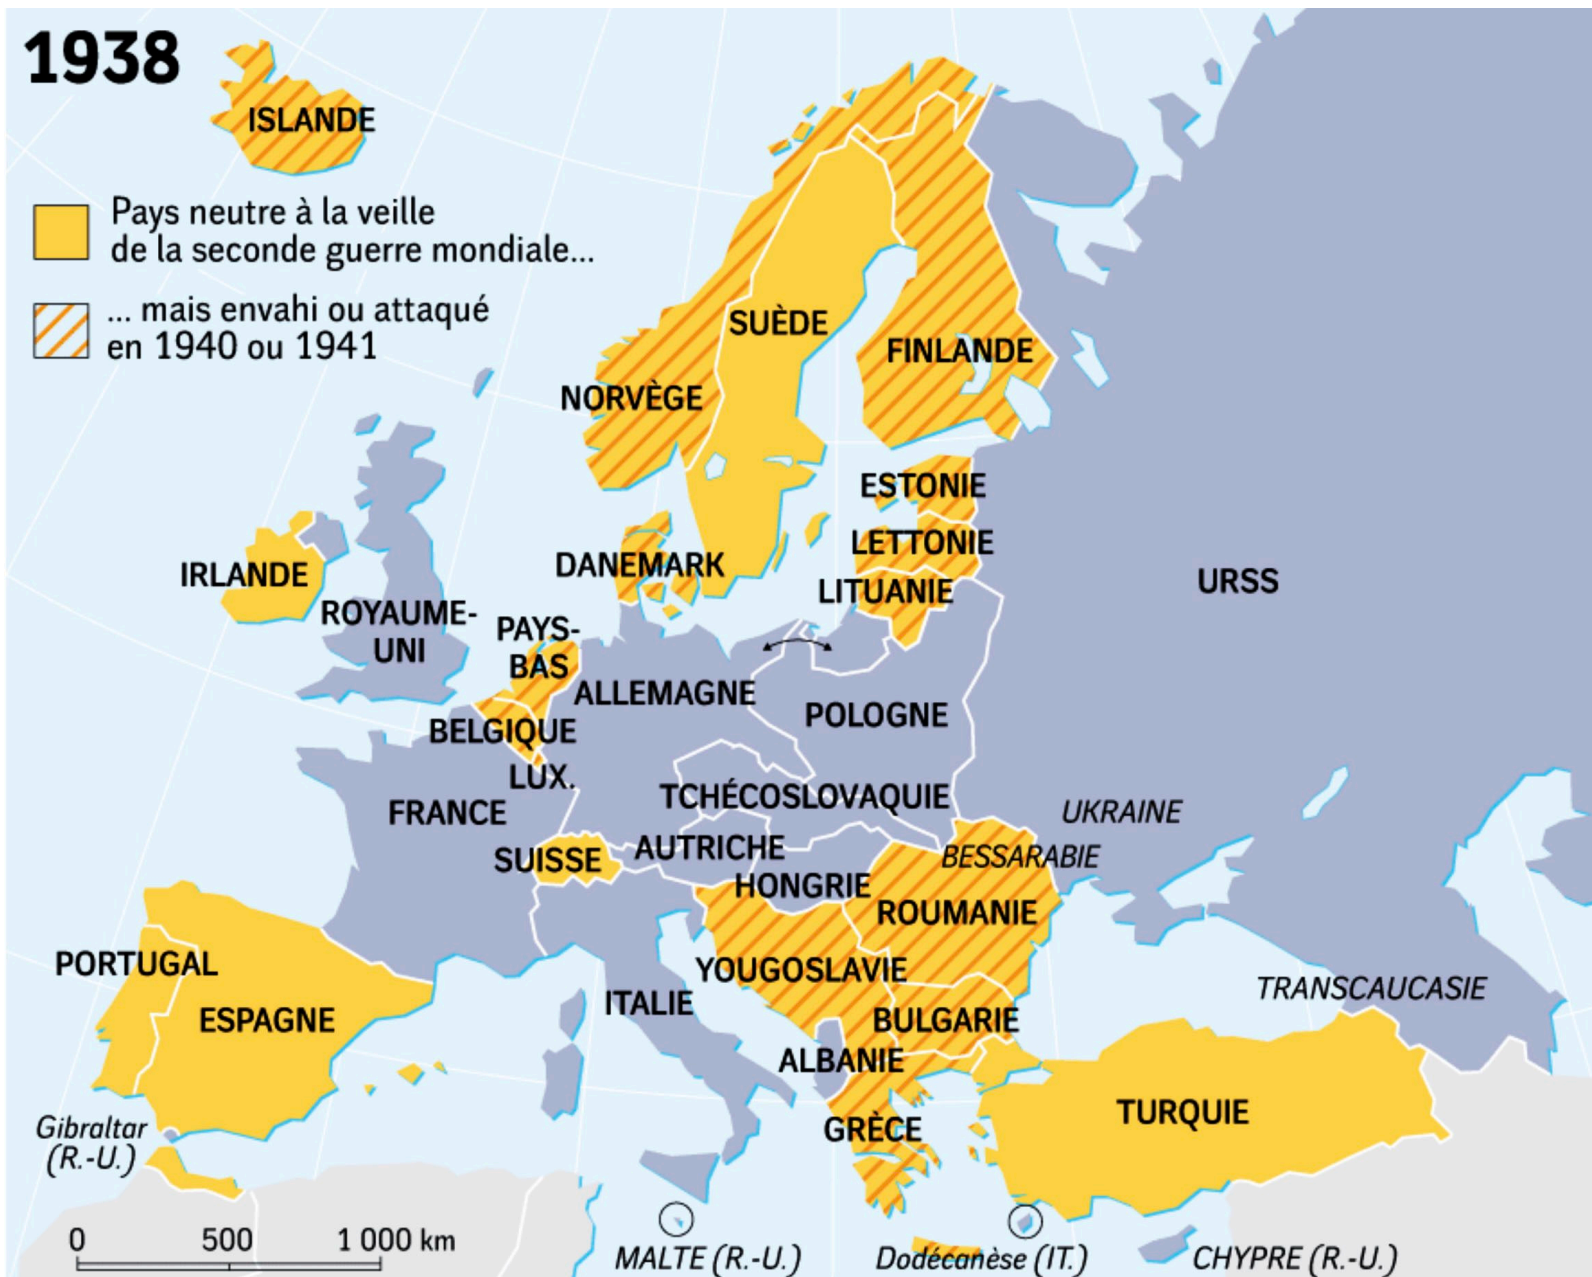 1938
ISLANDE
Pays neutre à la veille
de la seconde guerre mondiale...
... mais envahi ou attaqué
en 1940 ou 1941
SUÈDE
FINLANDE
NORVÈGE
ESTONIE
LETTONIE
DANEMARK
LITUANIE
IRLANDE
URSS
ROYAUME-
UNI
PAYS-
BAS
ALLEMAGNE
POLOGNE
BELGIQUE
LUX.
TCHÉCOSLOVAQUIE
FRANCE
UKRAINE
SUISSE
AUTRICHE
BESSARABIE
HONGRIE
ROUMANIE
PORTUGAL
YOUGOSLAVIE
TRANSCAUCASIE
ITALIE
ESPAGNE
BULGARIE
ALBANIE
TURQUIE
GRÈCE
Gibraltar
(R.-U.)
0 500 1 000 km
MALTE (R.-U.)
Dodécanèse (IT.)
CHYPRE (R.-U.)